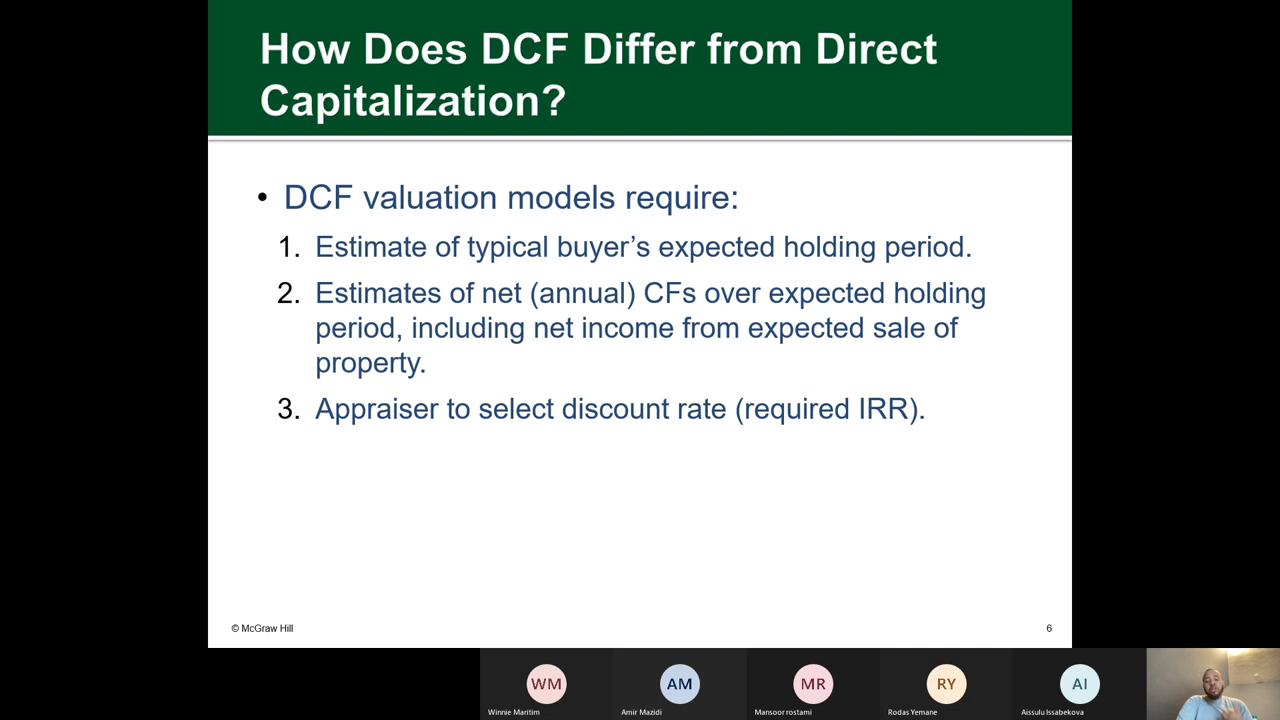 How Does DCF Differ from Direct
Capitalization?
• DCF valuation models require:
1. Estimate of typical buyer’s expected holding period.
2. Estimates of net (annual) CFs over expected holding
period, including net income from expected sale of
property.
3. Appraiser to select discount rate (required IRR).
© McGraw Hill
6
WM
AM
MR
RY
AI
Winnie Maritim
Amir Mazidi
Mansoor rostami
Rodas Yemane
Aissulu Issabekova